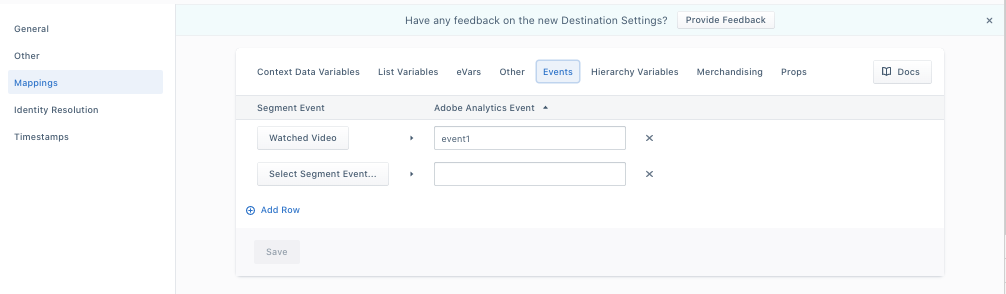 Have any feedback on the new Destination Settings? Provide Feedback
General
Other
Mappings
Identity Resolution
Timestamps
Context Data Variables List Variables eVars Other Events Hierarchy Variables Merchandising Props Docs
Segment Event Adobe Analytics Event
Watched Video event1
Select Segment Event...
Add Row
Save